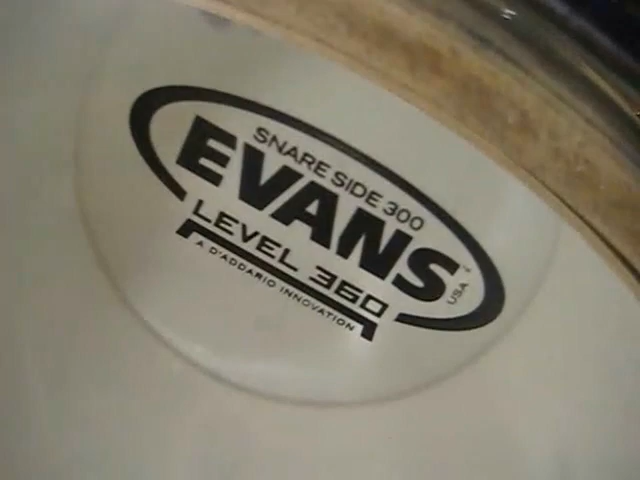 SNARE SIDE 300
EVANS
USA
LEVEL 360
A D'ADDARIO INNOVATION